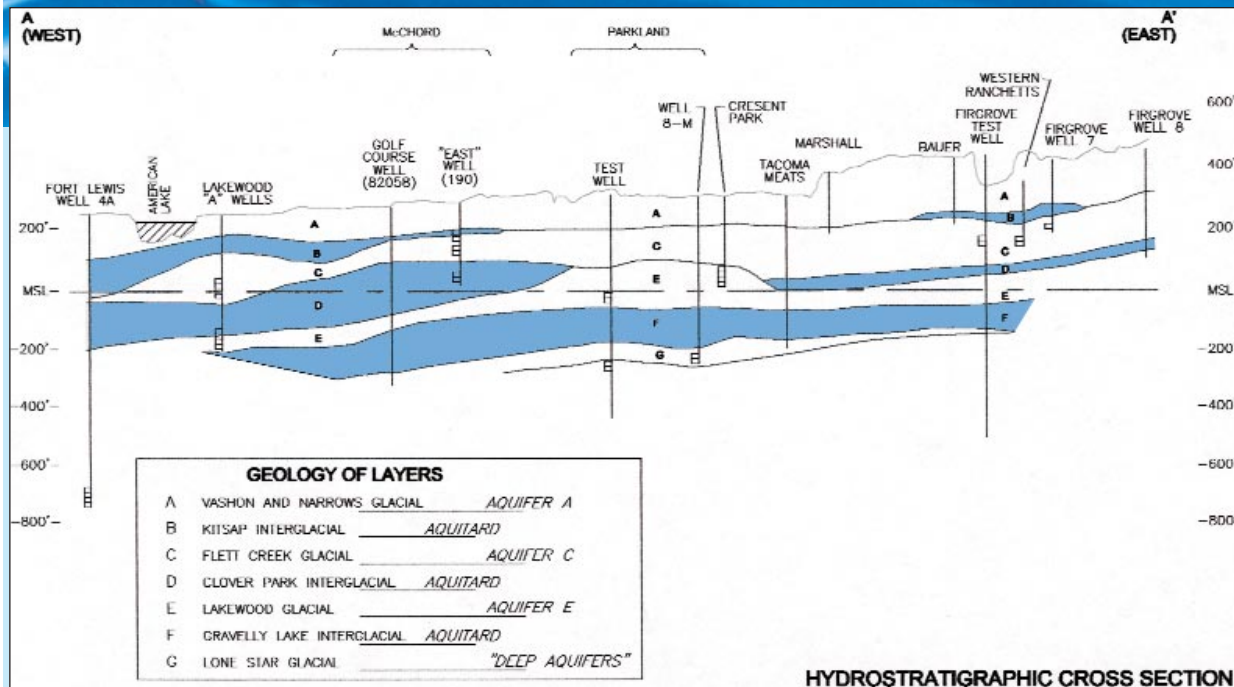 A
(WEST)
McCHORD
PARKLAND
A'
(EAST)
WESTERN
RANCHETTS
WELL
8-M
CRESENT
PARK
FIRGROVE
TEST
WELL
600'
MARSHALL
BAUER
FIRGROVE
WELL 7
FIRGROVE
WELL 8
GOLF
COURSE
WELL
(82058)
"EAST"
WELL
(190)
TEST
WELL
TACOMA
MEATS
400'
FORT LEWIS
WELL 4A
AMERICAN
LAKE
LAKEWOOD
"A" WELLS
200'
A
A
A
B
200'
B
C
C
C
D
MSL
D
E
E
MSL
E
F
F
-200'
G
-200'
-400'
-400'
-600'
-600'
-800'
-800'
GEOLOGY OF LAYERS
A VASHON AND NARROWS GLACIAL AQUIFER A
B KITSAP INTERGLACIAL AQUITARD
C FLETT CREEK GLACIAL AQUIFER C
D CLOVER PARK INTERGLACIAL AQUITARD
E LAKEWOOD GLACIAL AQUIFER E
F GRAVELLY LAKE INTERGLACIAL AQUITARD
G LONE STAR GLACIAL "DEEP AQUIFERS"
HYDROSTRATIGRAPHIC CROSS SECTION